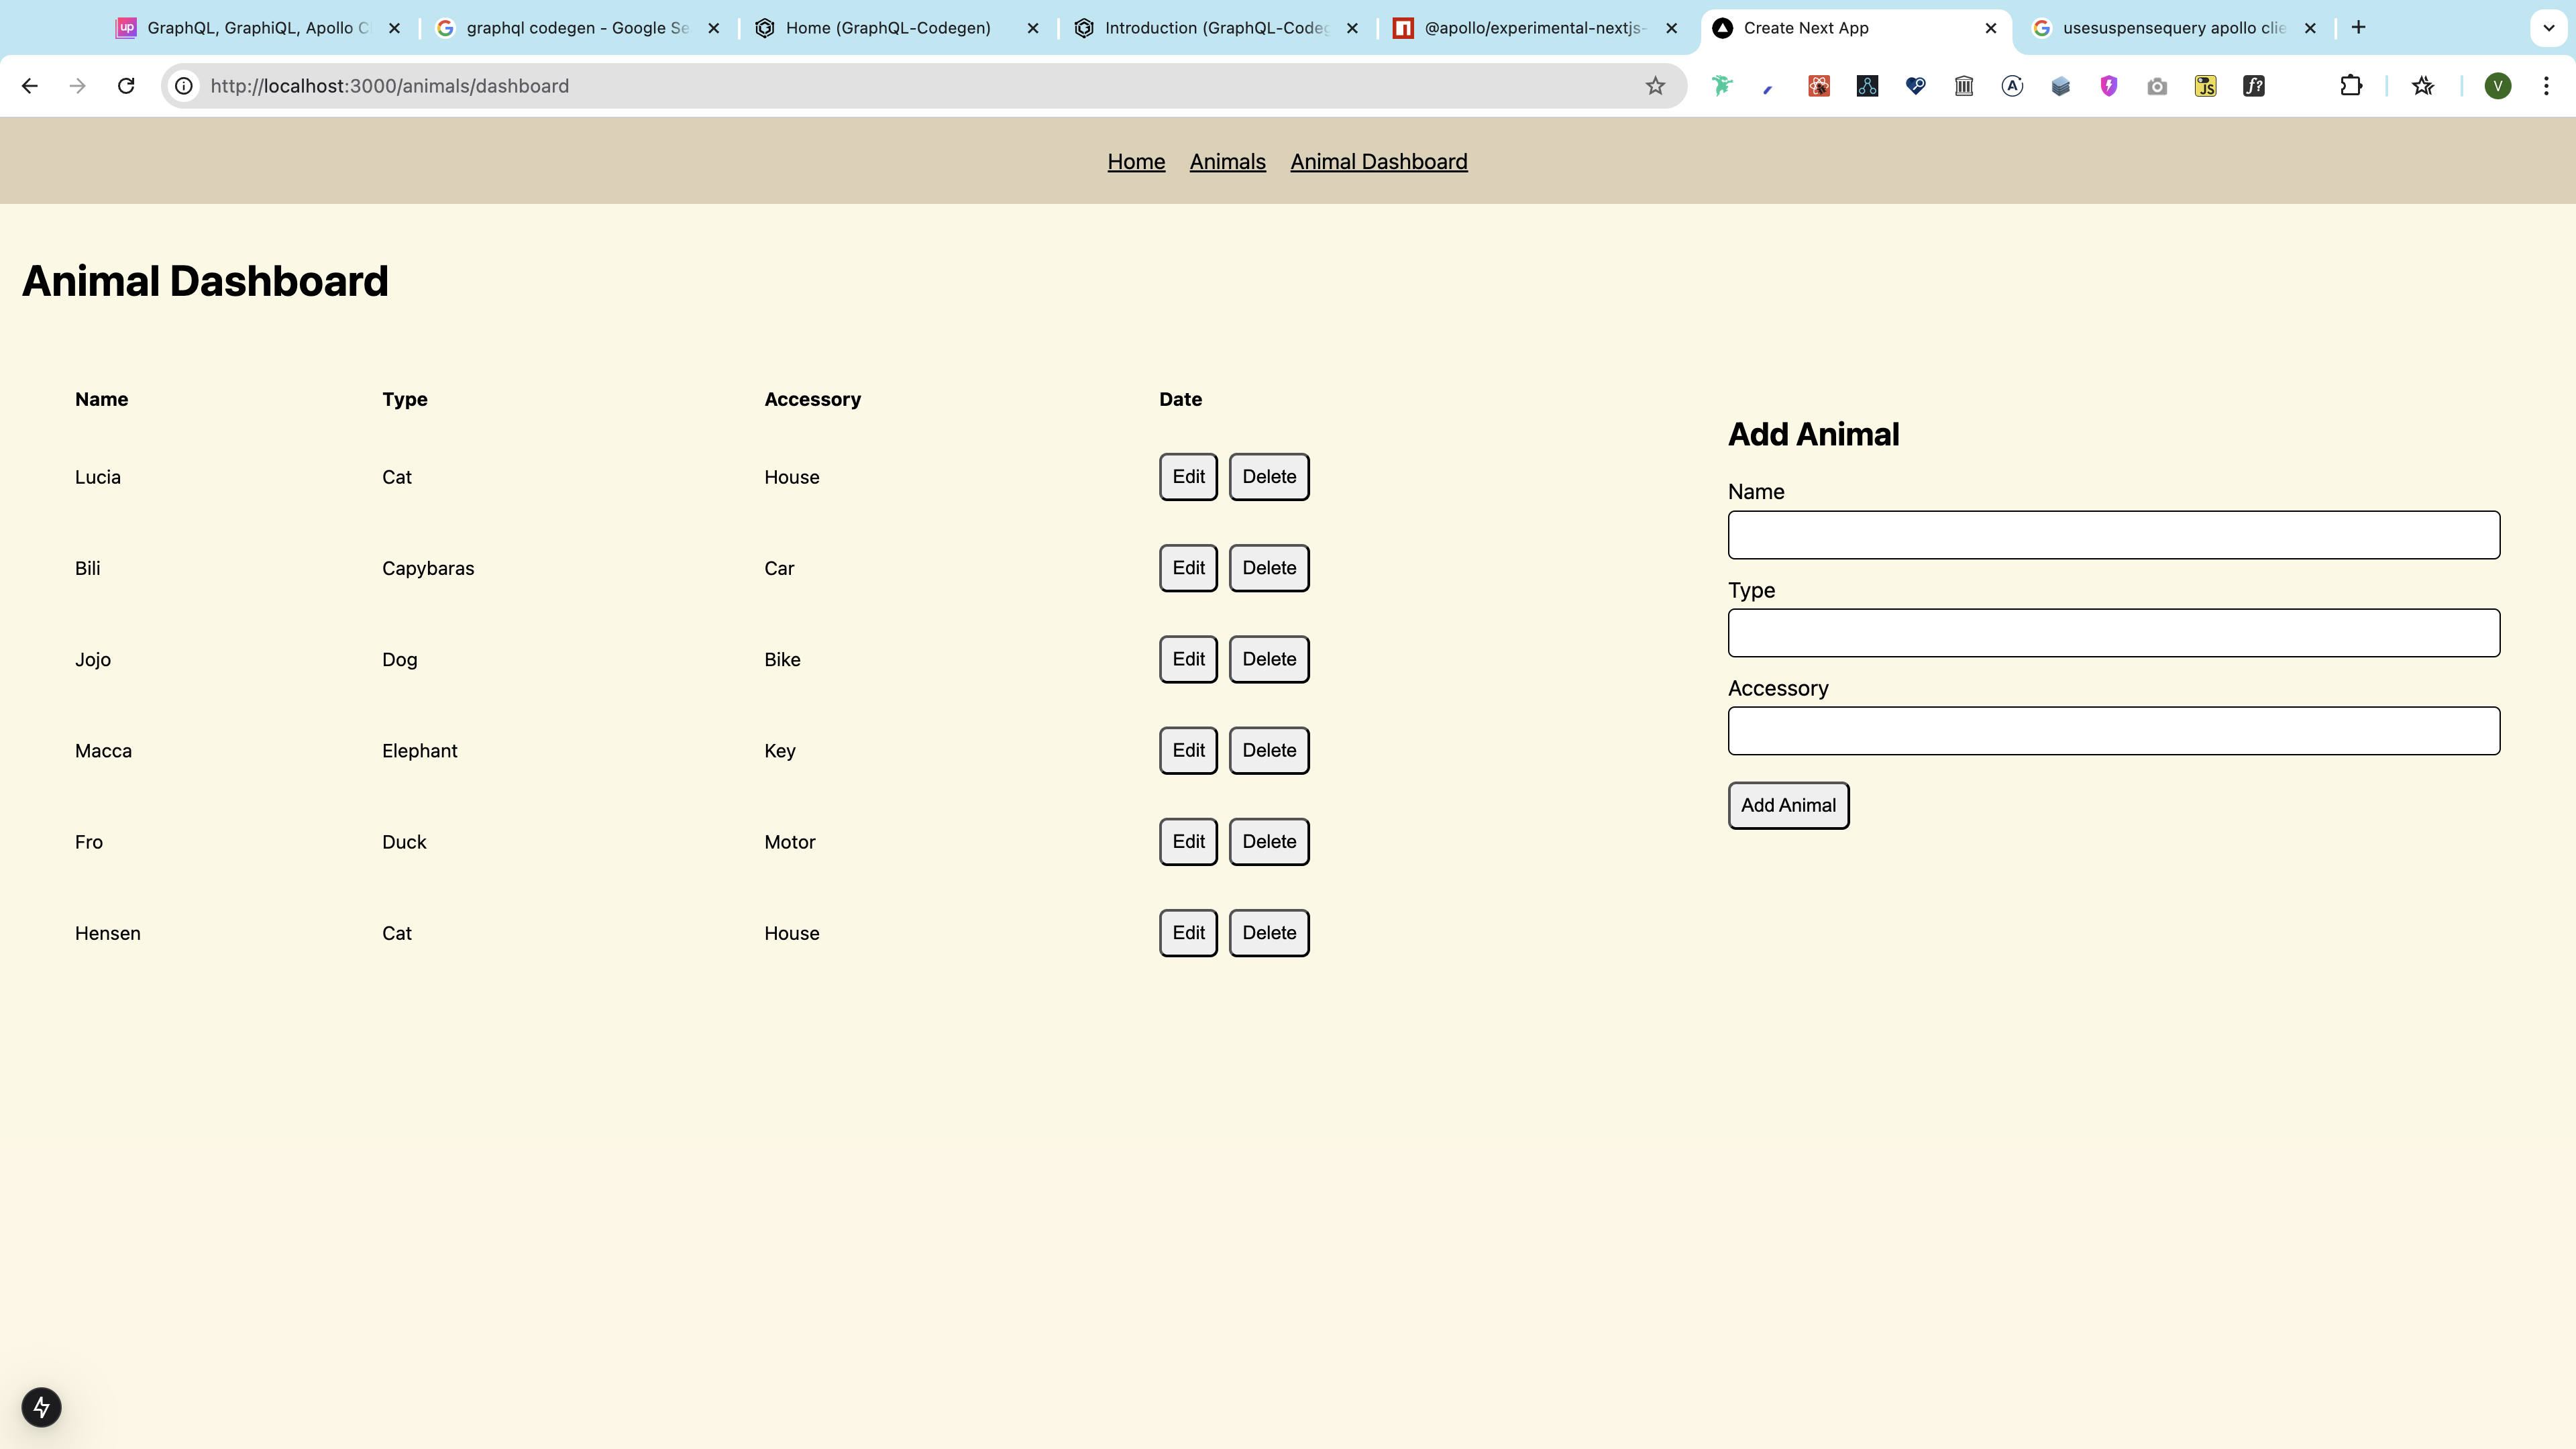 GraphQL, GraphiQL, Apollo C
graphql codegen - Google Se
Home (GraphQL-Codegen)
Introduction (GraphQL-Codeg
@apollo/experimental-nextjs-
Create Next App
usesuspensequery apollo clie
http://localhost:3000/animals/dashboard
Home Animals Animal Dashboard
Animal Dashboard
Name Type Accessory Date
Lucia Cat House Edit Delete
Bili Capybaras Car Edit Delete
Jojo Dog Bike Edit Delete
Macca Elephant Key Edit Delete
Fro Duck Motor Edit Delete
Hensen Cat House Edit Delete
Add Animal
Name
Type
Accessory
Add Animal
up
JS
f?
A
V